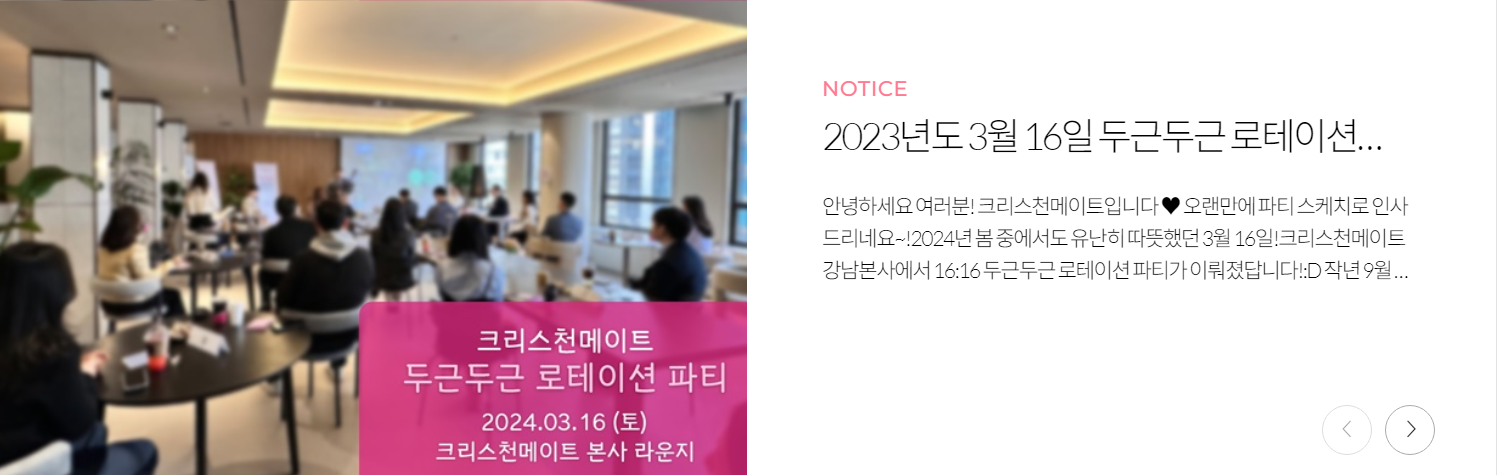 크리스천메이트
두근두근 로테이션 파티
2024.03.16 (토)
크리스천메이트 본사 라운지
NOTICE
2023년도 3월 16일 두근두근 로테이션...
안녕하세요 여러분! 크리스천메이트입니다 ♥ 오랜만에 파티 스케치로 인사
드리네요~!2024년 봄 중에서도 유난히 따뜻했던 3월 16일!크리스천메이트
강남본사에서 16:16 두근두근 로테이션 파티가 이뤄졌답니다!:D 작년 9월 ...